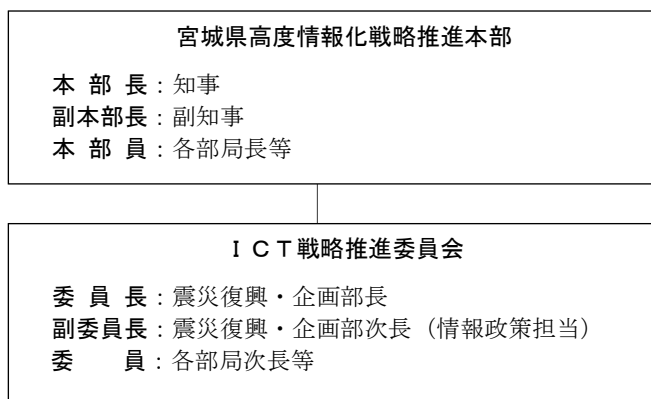 宮城県高度情報化戦略推進本部
本 部 長：知事
副本部長：副知事
本 部 員：各部局長等
ＩＣＴ戦略推進委員会
委 員 長：震災復興・企画部長
副委員長：震災復興・企画部次長（情報政策担当）
委　　員：各部局次長等